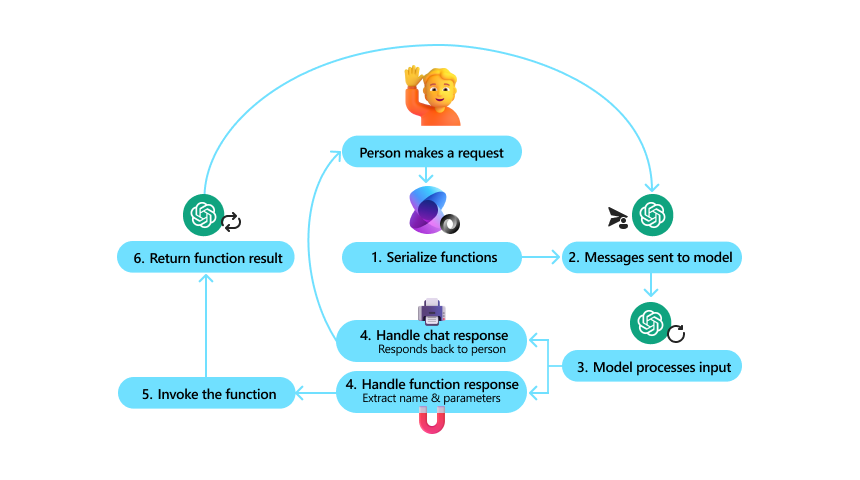 Person makes a request
1. Serialize functions
2. Messages sent to model
3. Model processes input
4. Handle chat response
Responds back to person
4. Handle function response
Extract name & parameters
5. Invoke the function
6. Return function result